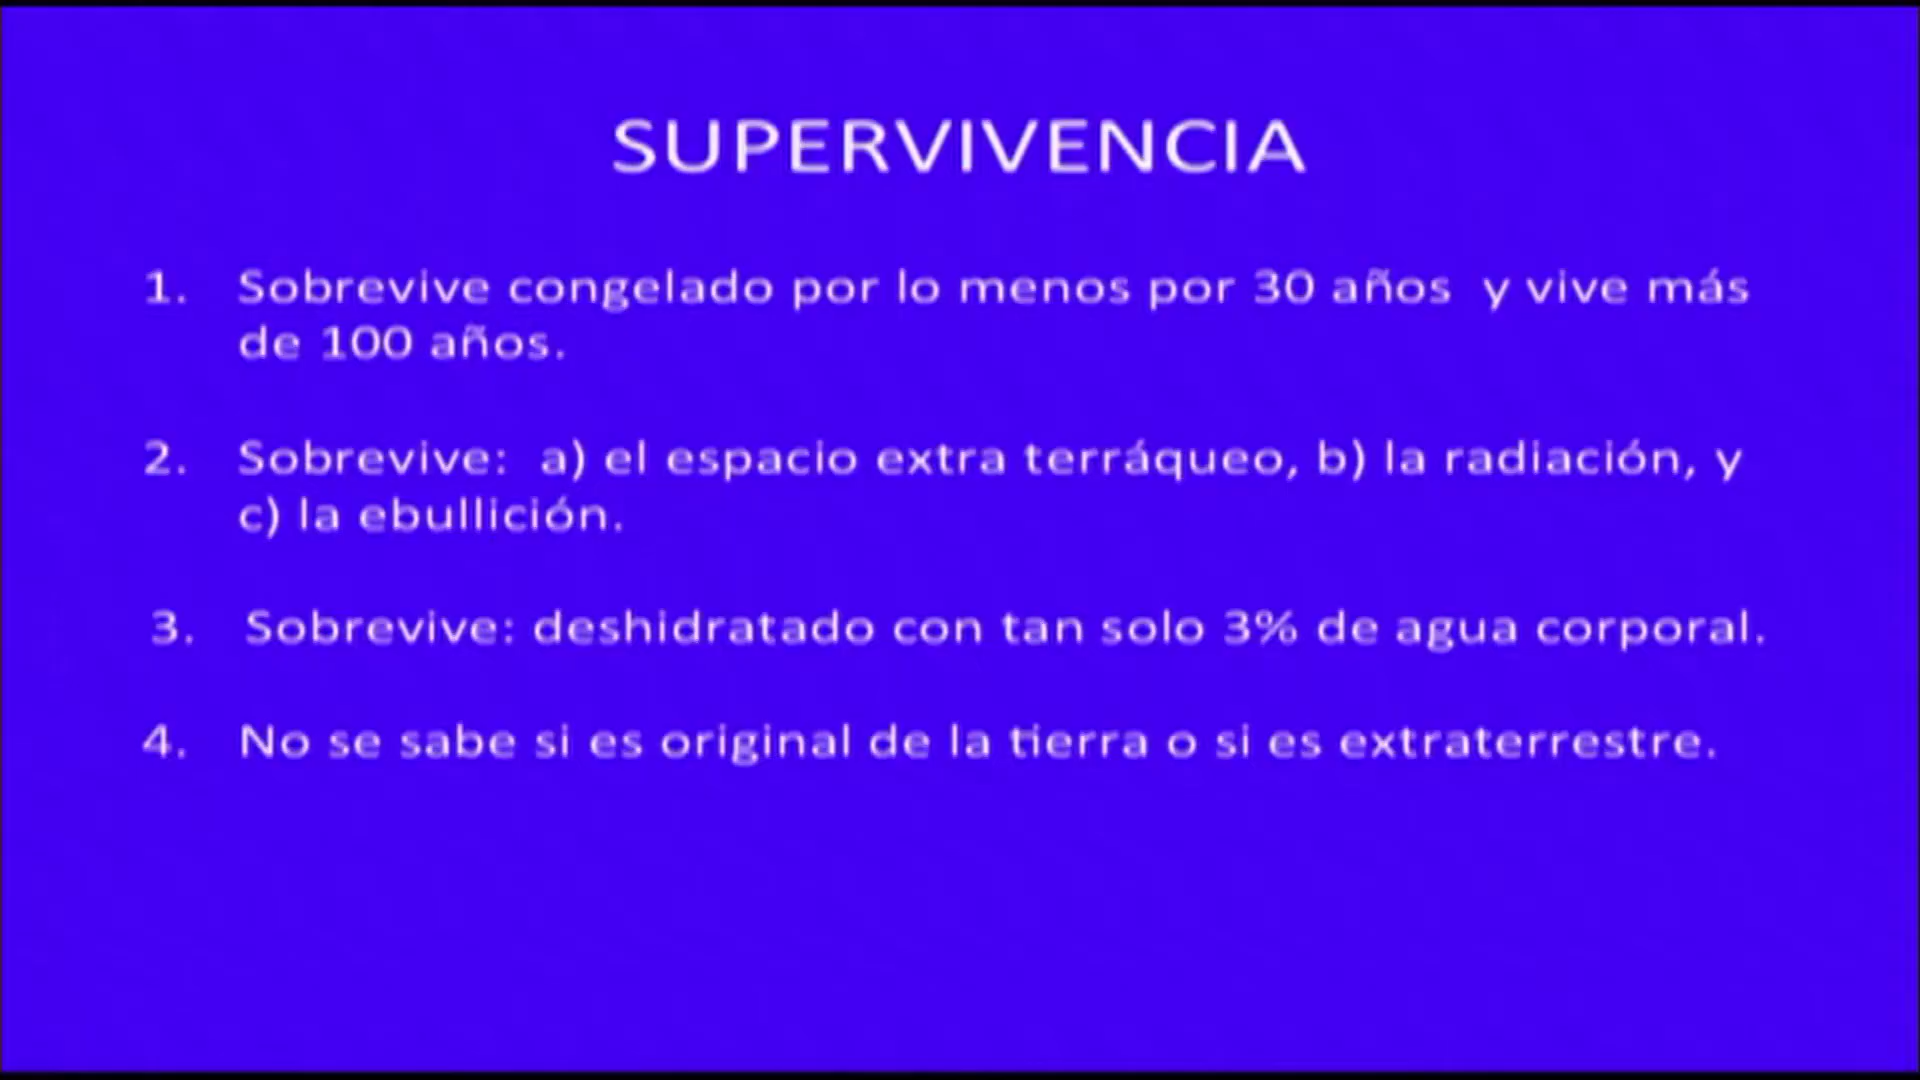 SUPERVIVENCIA
1. Sobrevive congelado por lo menos por 30 años y vive más
de 100 años.
2. Sobrevive: a) el espacio extra terráqueo, b) la radiación, y
c) la ebullición.
3. Sobrevive: deshidratado con tan solo 3% de agua corporal.
4. No se sabe si es original de la tierra o si es extraterrestre.